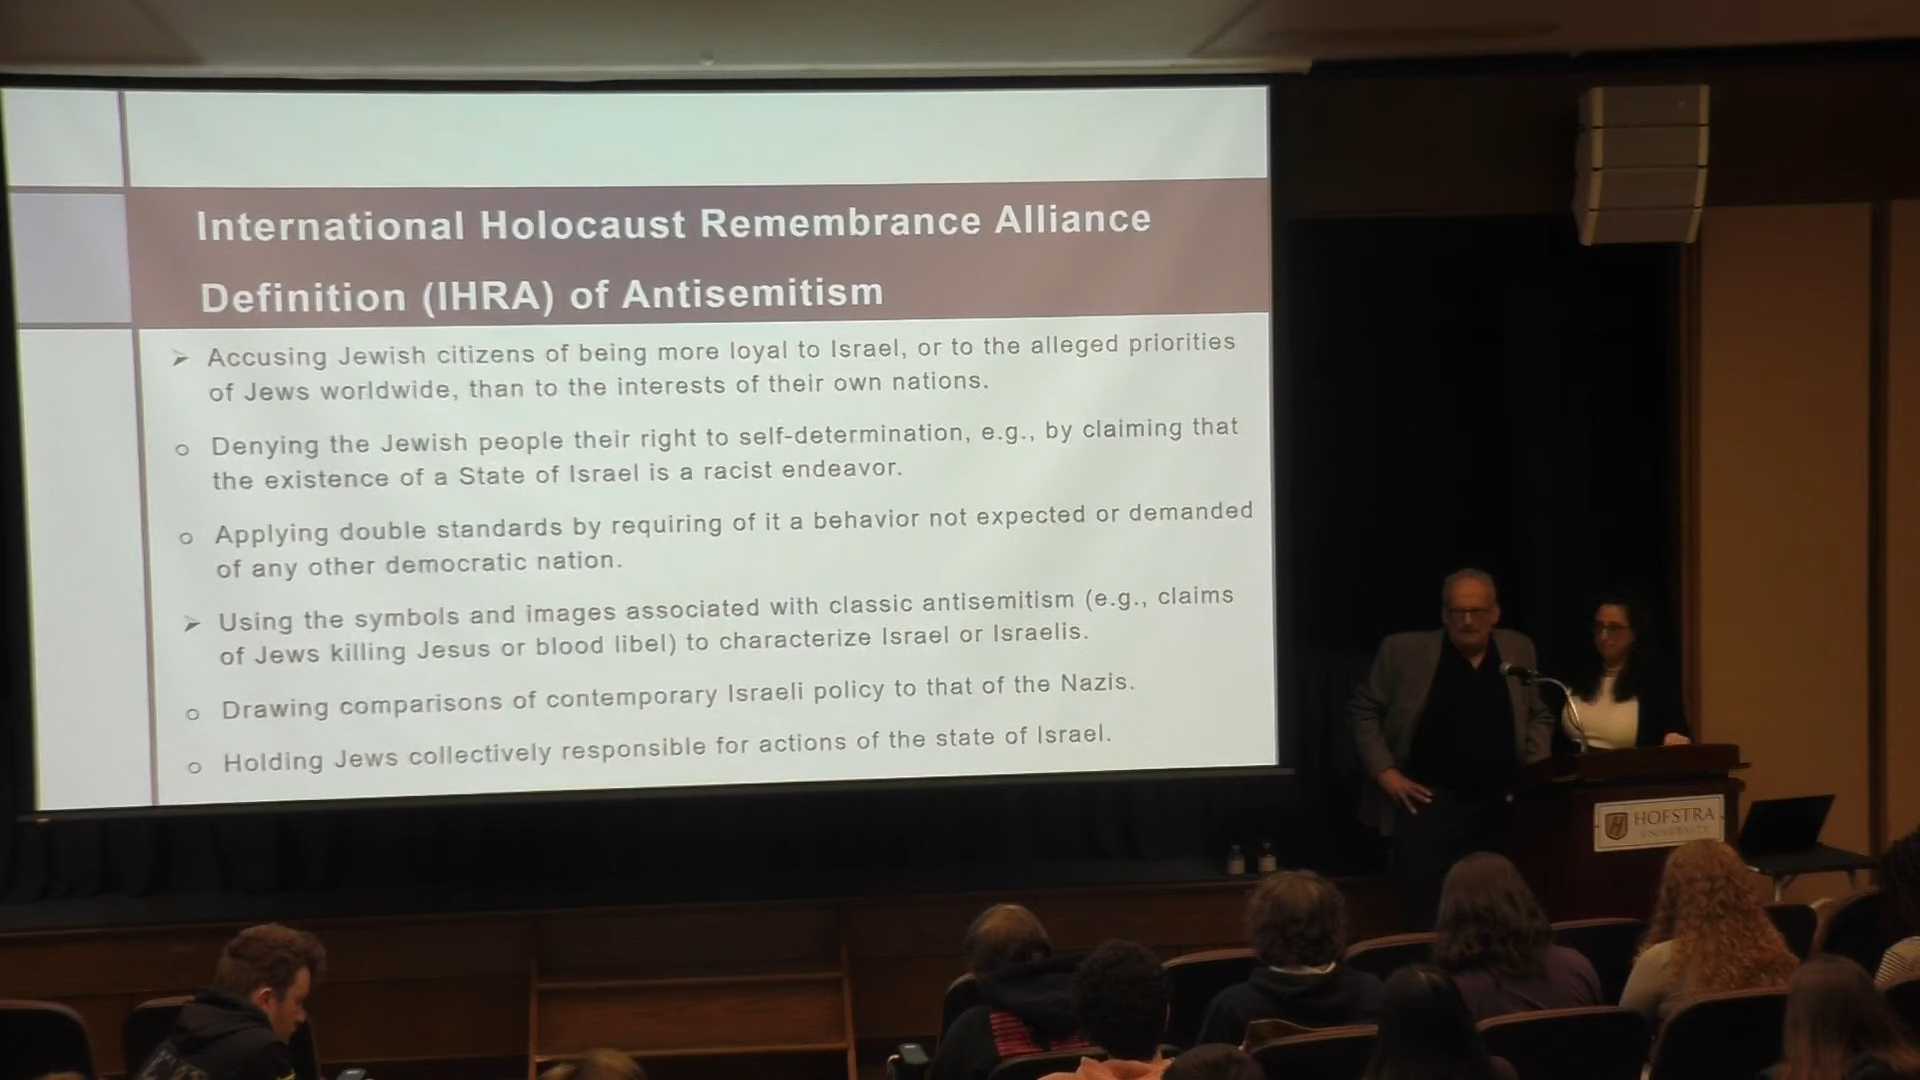 International Holocaust Remembrance Alliance
Definition (IHRA) of Antisemitism
➢ Accusing Jewish citizens of being more loyal to Israel, or to the alleged priorities
of Jews worldwide, than to the interests of their own nations.
○ Denying the Jewish people their right to self-determination, e.g., by claiming that
the existence of a State of Israel is a racist endeavor.
○ Applying double standards by requiring of it a behavior not expected or demanded
of any other democratic nation.
➢ Using the symbols and images associated with classic antisemitism (e.g., claims
of Jews killing Jesus or blood libel) to characterize Israel or Israelis.
○ Drawing comparisons of contemporary Israeli policy to that of the Nazis.
○ Holding Jews collectively responsible for actions of the state of Israel.
HOFSTRA
UNIVERSITY